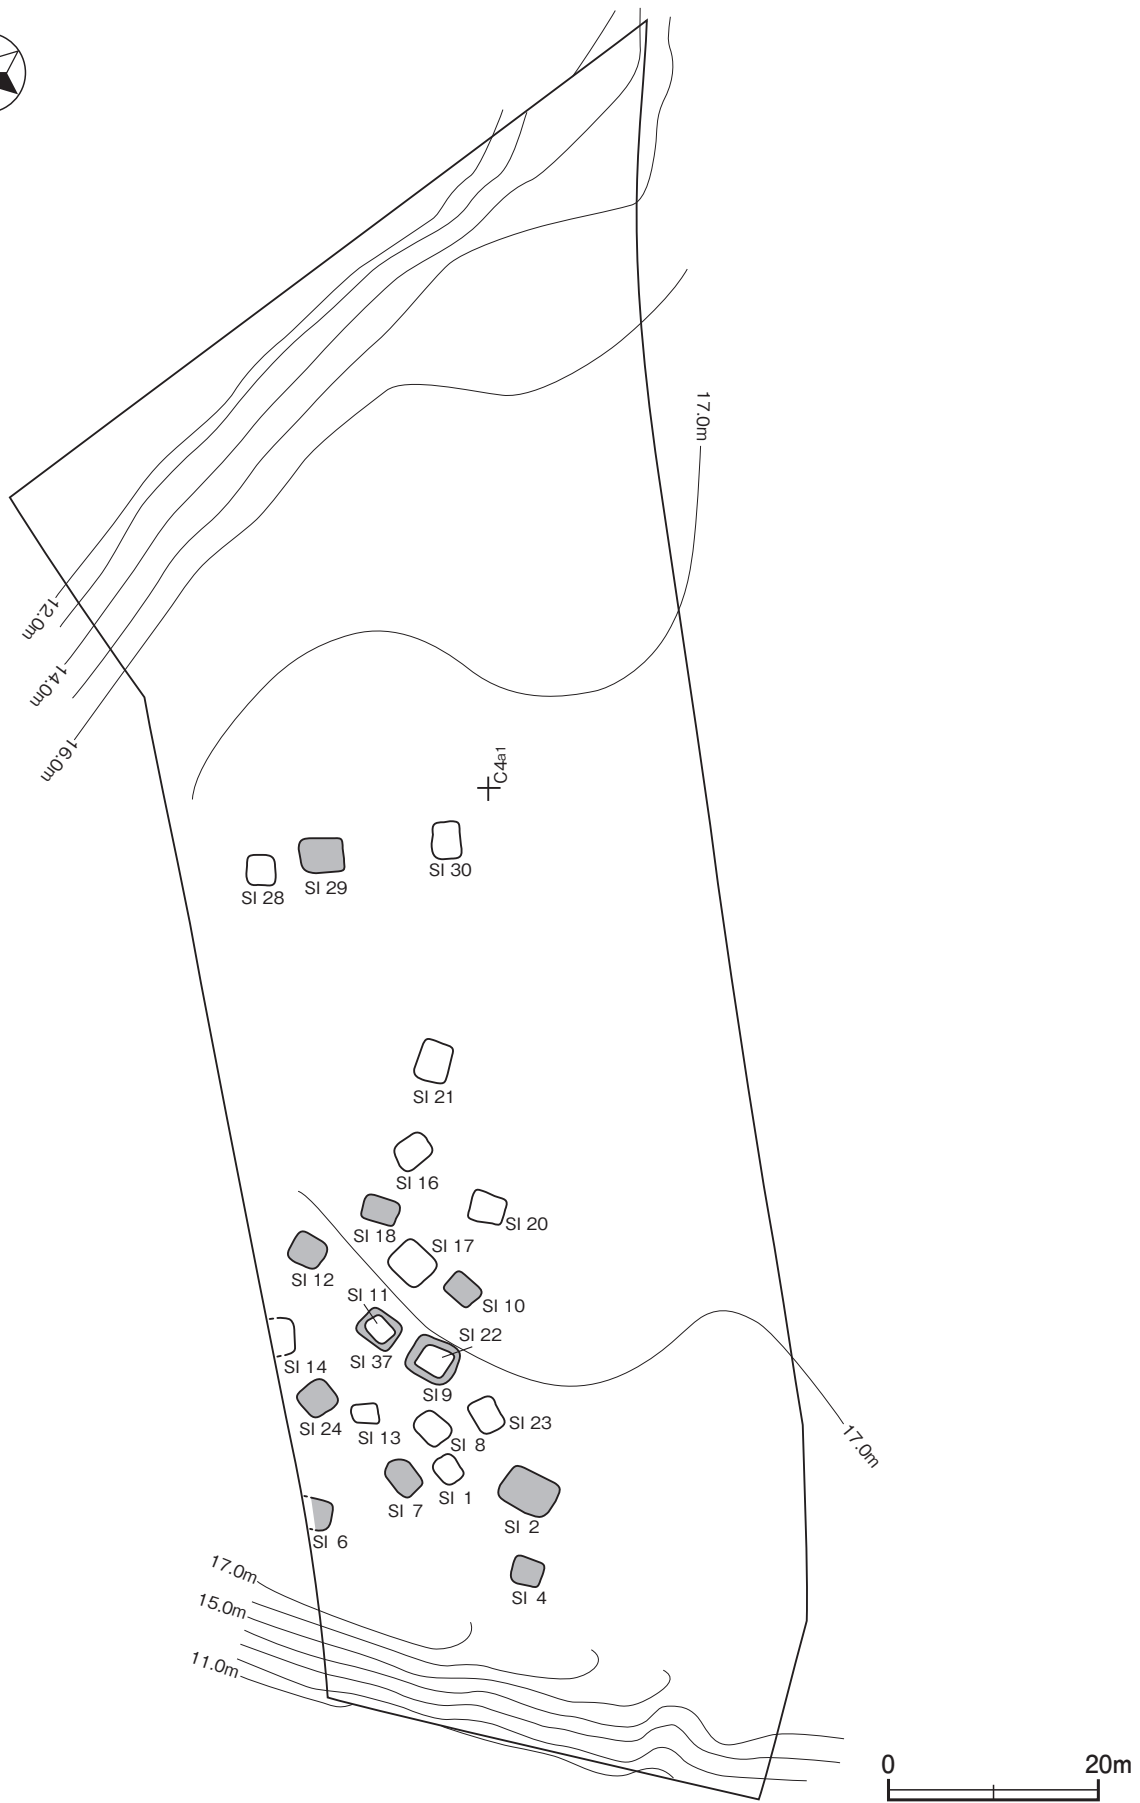 17.0m
12.0m
14.0m
16.0m
C4a1
SI 30
SI 28
SI 29
SI 21
SI 16
SI 20
SI 18
SI 17
SI 12
SI 11
SI 10
SI 22
SI 14
SI 37
SI 9
SI 24
SI 13
SI 23
SI 8
17.0m
SI 7
SI 1
SI 2
SI 6
17.0m
SI 4
15.0m
11.0m
0 20m